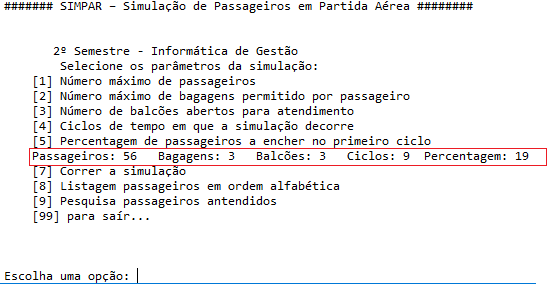 ####### SIMPAR – Simulação de Passageiros em Partida Aérea ########
2º Semestre - Informática de Gestão
Selecione os parâmetros da simulação:
[1] Número máximo de passageiros
[2] Número máximo de bagagens permitido por passageiro
[3] Número de balcões abertos para atendimento
[4] Ciclos de tempo em que a simulação decorre
[5] Percentagem de passageiros a encher no primeiro ciclo
Passageiros: 56 Bagagens: 3 Balcões: 3 Ciclos: 9 Percentagem: 19
[7] Correr a simulação
[8] Listagem passageiros em ordem alfabética
[9] Pesquisa passageiros antendidos
[99] para saír...
Escolha uma opção: